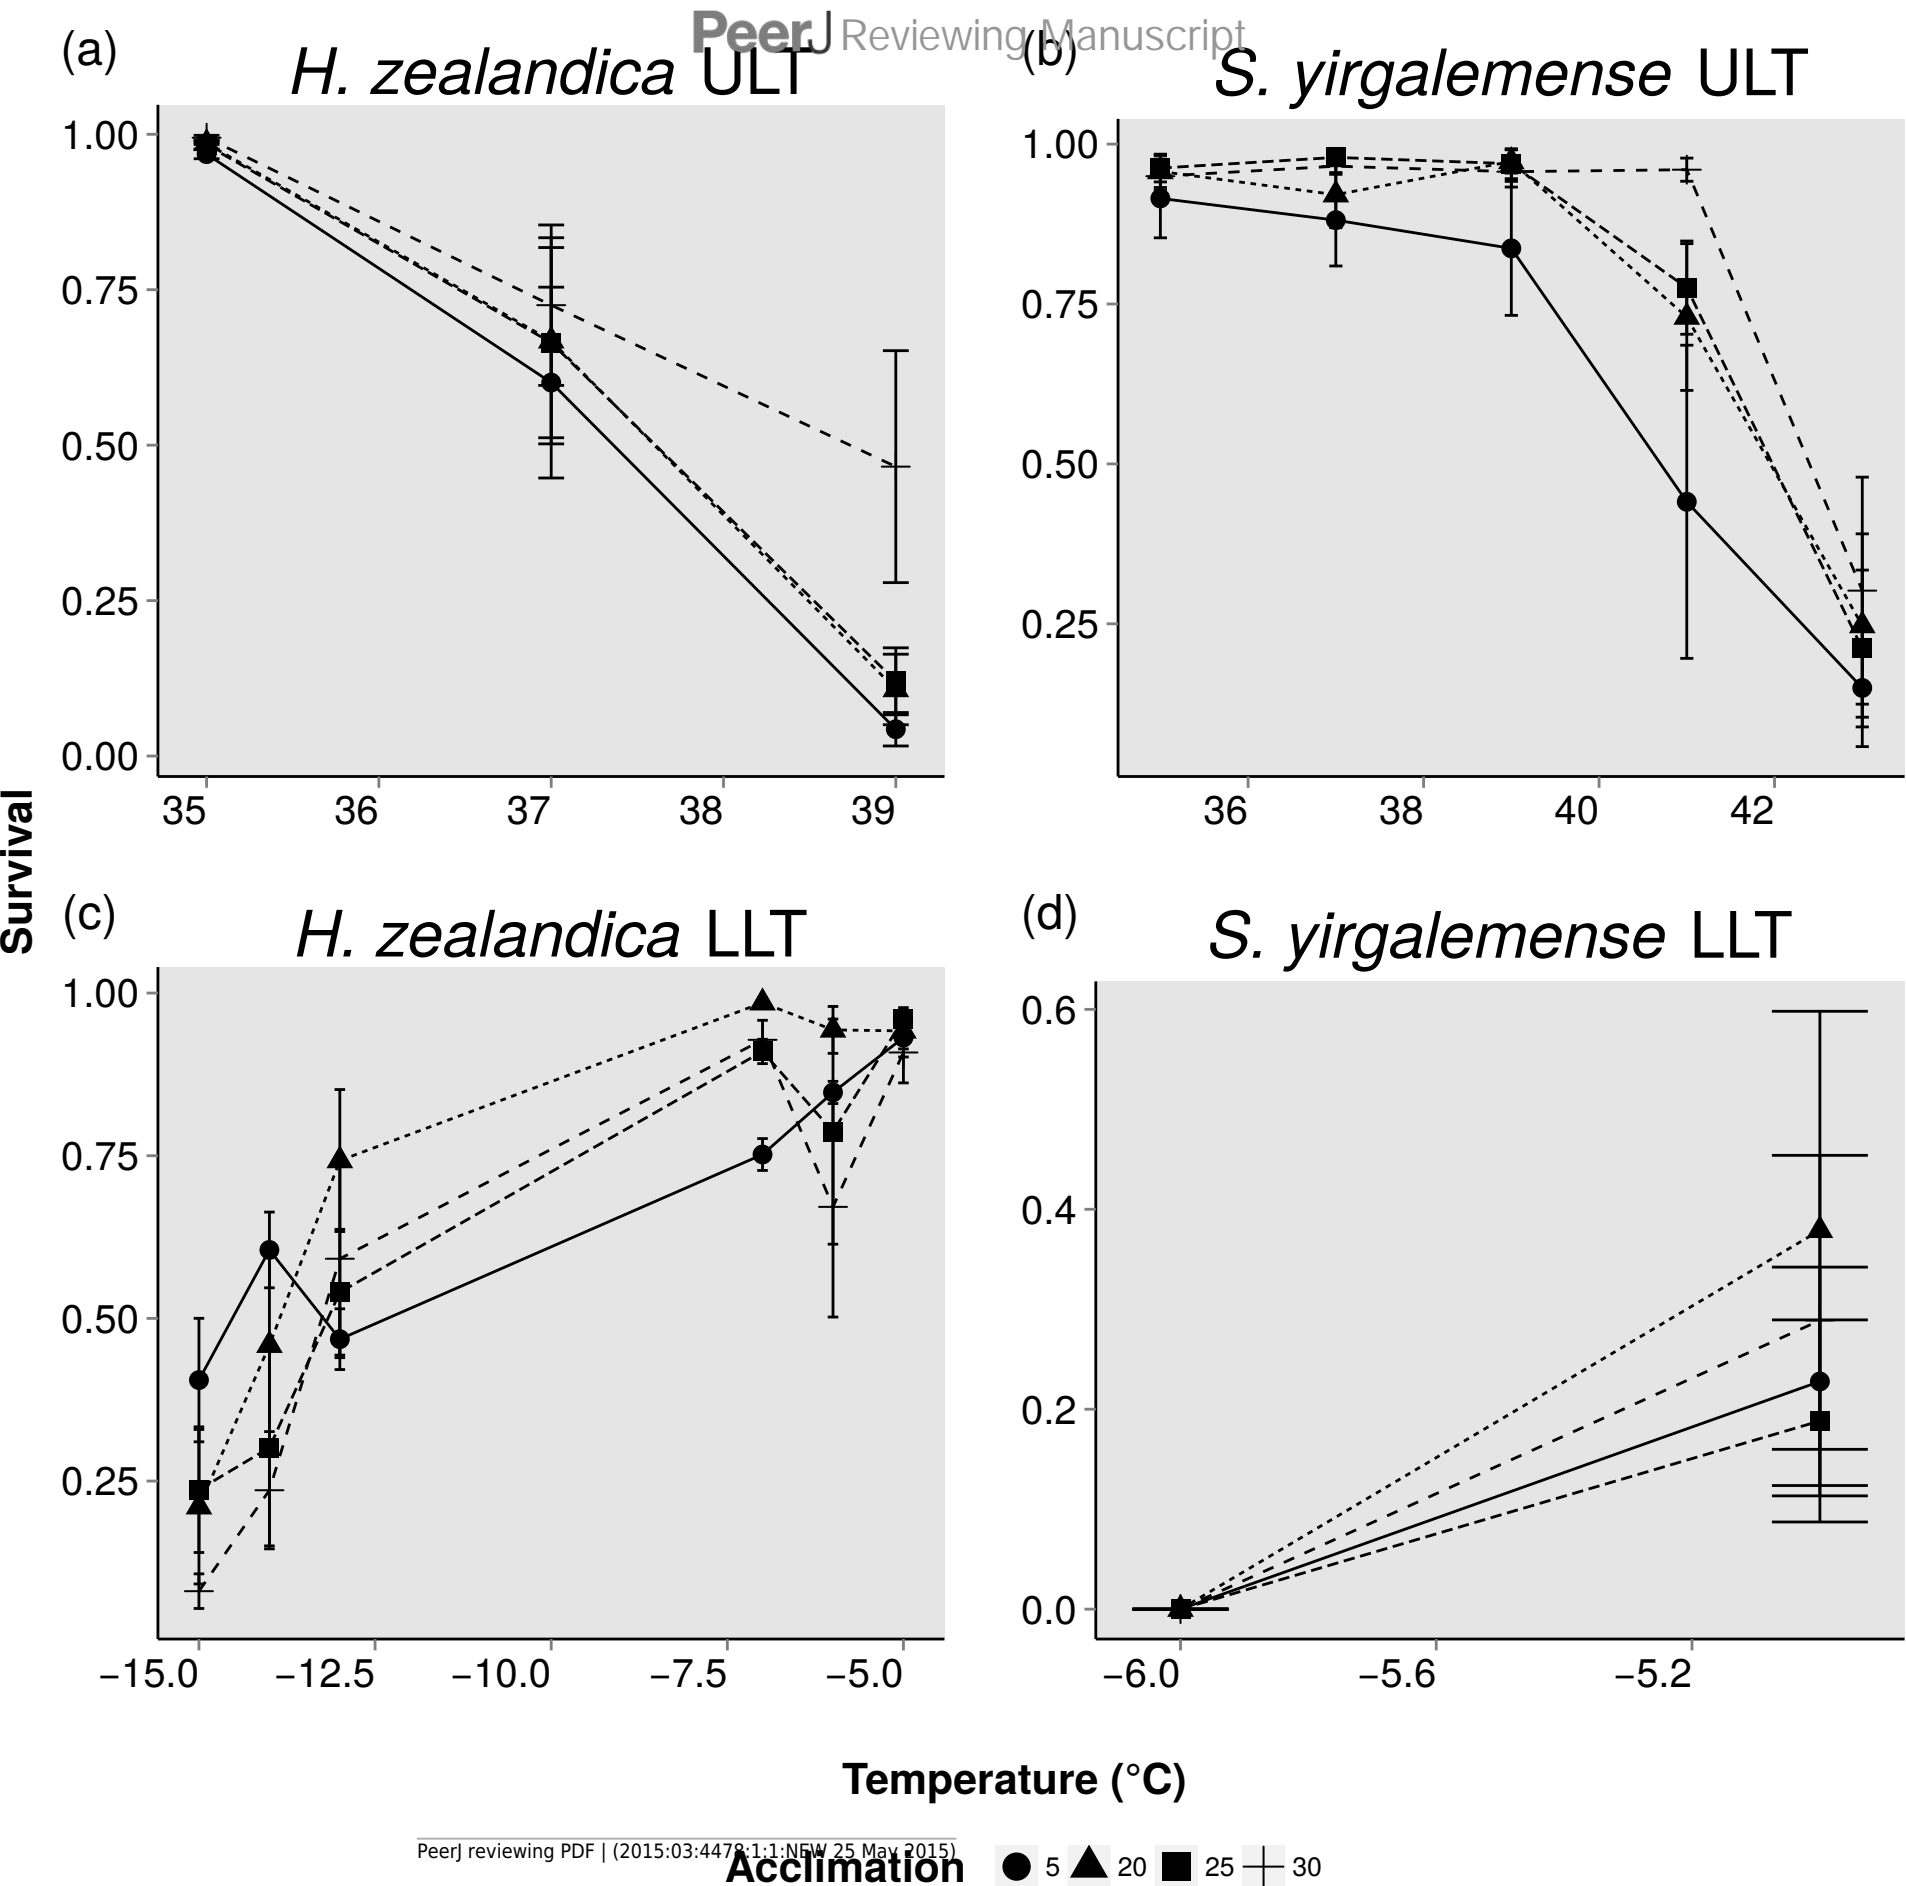 PeerJ Reviewing Manuscript
(a)
H. zealandica ULT
1.00
0.75
0.50
0.25
0.00
35 36 37 38 39
(b)
S. yirgalemense ULT
1.00
0.75
0.50
0.25
36 38 40 42
Survival
(c)
H. zealandica LLT
1.00
0.75
0.50
0.25
−15.0 −12.5 −10.0 −7.5 −5.0
(d)
S. yirgalemense LLT
0.6
0.4
0.2
0.0
−6.0 −5.6 −5.2
Temperature (°C)
PeerJ reviewing PDF | (2015:03:4478:1:1:NEW 25 May 2015)
Acclimation 5 20 25 30